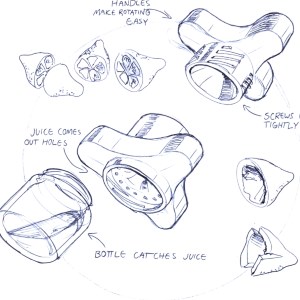 HANDLES
MAKE ROTATING
EASY
SCREWS
TIGHTLY
JUICE COMES
OUT HOLES
BOTTLE CATCHES JUICE